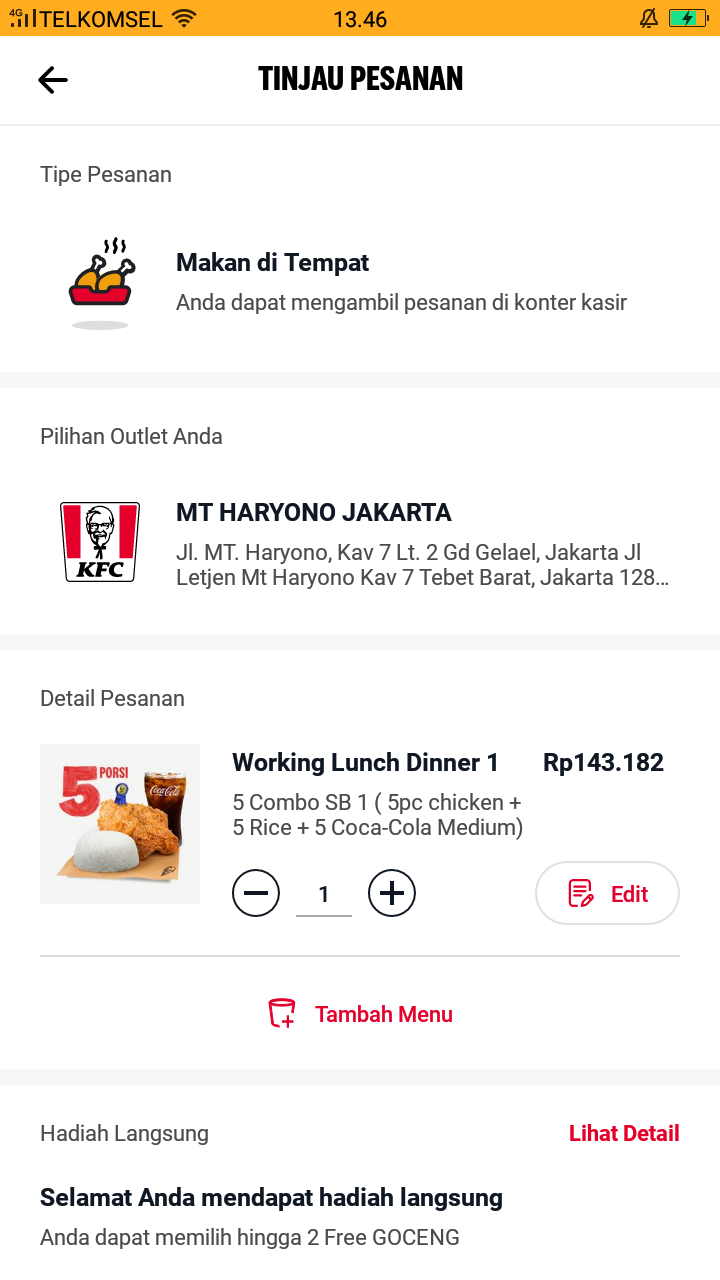 4G TELKOMSEL 13.46
TINJAU PESANAN
Tipe Pesanan
Makan di Tempat
Anda dapat mengambil pesanan di konter kasir
Pilihan Outlet Anda
KFC
MT HARYONO JAKARTA
Jl. MT. Haryono, Kav 7 Lt. 2 Gd Gelael, Jakarta Jl
Letjen Mt Haryono Kav 7 Tebet Barat, Jakarta 128...
Detail Pesanan
5 PORSI
Coca-Cola
Working Lunch Dinner 1 Rp143.182
5 Combo SB 1 ( 5pc chicken +
5 Rice + 5 Coca-Cola Medium)
1
Edit
Tambah Menu
Hadiah Langsung Lihat Detail
Selamat Anda mendapat hadiah langsung
Anda dapat memilih hingga 2 Free GOCENG